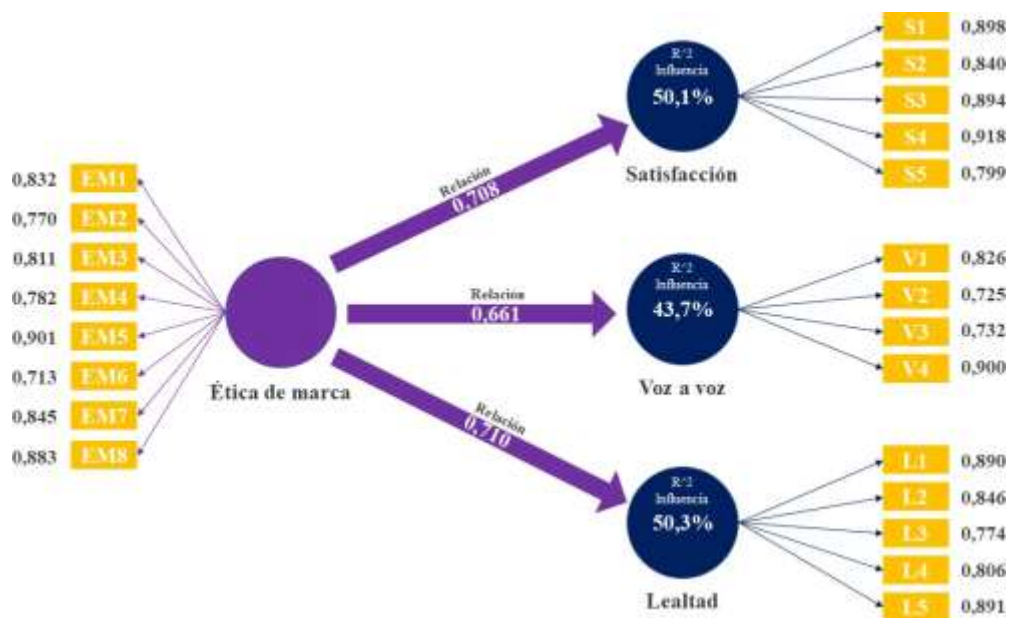 0,832 EM1
0,770 EM2
0,811 EM3
0,782 EM4
0,901 EM5
0,713 EM6
0,845 EM7
0,883 EM8
Ética de marca
Relación
0,708
Relación
0,661
Relación
0,710
R^2
Influencia
50,1%
Satisfacción
R^2
Influencia
43,7%
Voz a voz
R^2
Influencia
50,3%
Lealtad
S1 0,898
S2 0,840
S3 0,894
S4 0,918
S5 0,799
V1 0,826
V2 0,725
V3 0,732
V4 0,900
L1 0,890
L2 0,846
L3 0,774
L4 0,806
L5 0,891